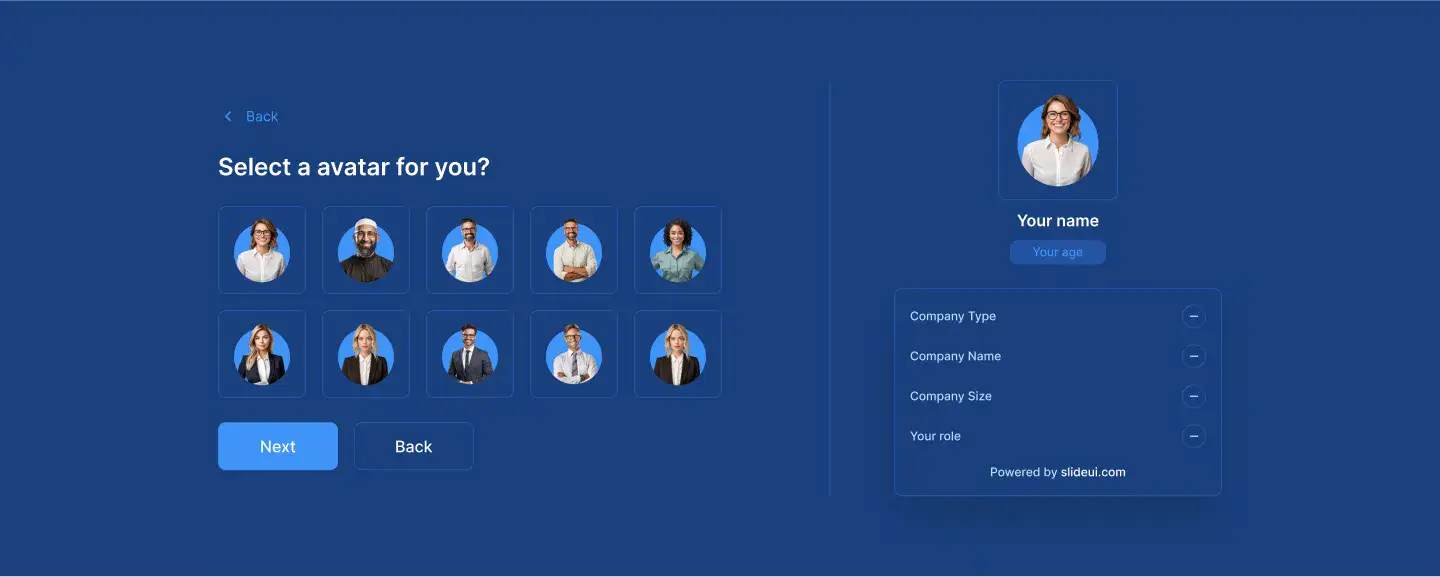 Back
Select a avatar for you?
Next
Back
Your name
Your age
Company Type
Company Name
Company Size
Your role
Powered by slideui.com